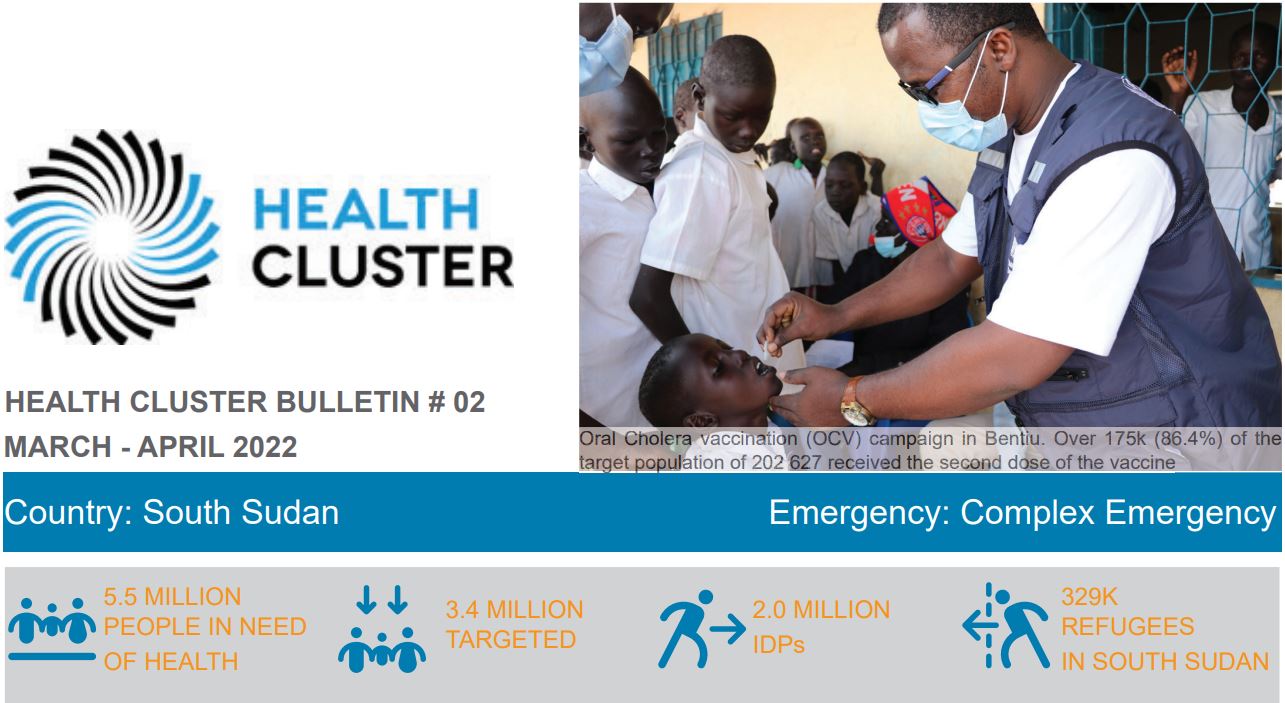 HEALTH
CLUSTER
HEALTH CLUSTER BULLETIN # 02
MARCH - APRIL 2022
Oral Cholera vaccination (OCV) campaign in Bentiu. Over 175k (86.4%) of the
target population of 202 627 received the second dose of the vaccine
Country: South Sudan
Emergency: Complex Emergency
5.5 MILLION
PEOPLE IN NEED
OF HEALTH
3.4 MILLION
TARGETED
2.0 MILLION
IDPs
329K
REFUGEES
IN SOUTH SUDAN